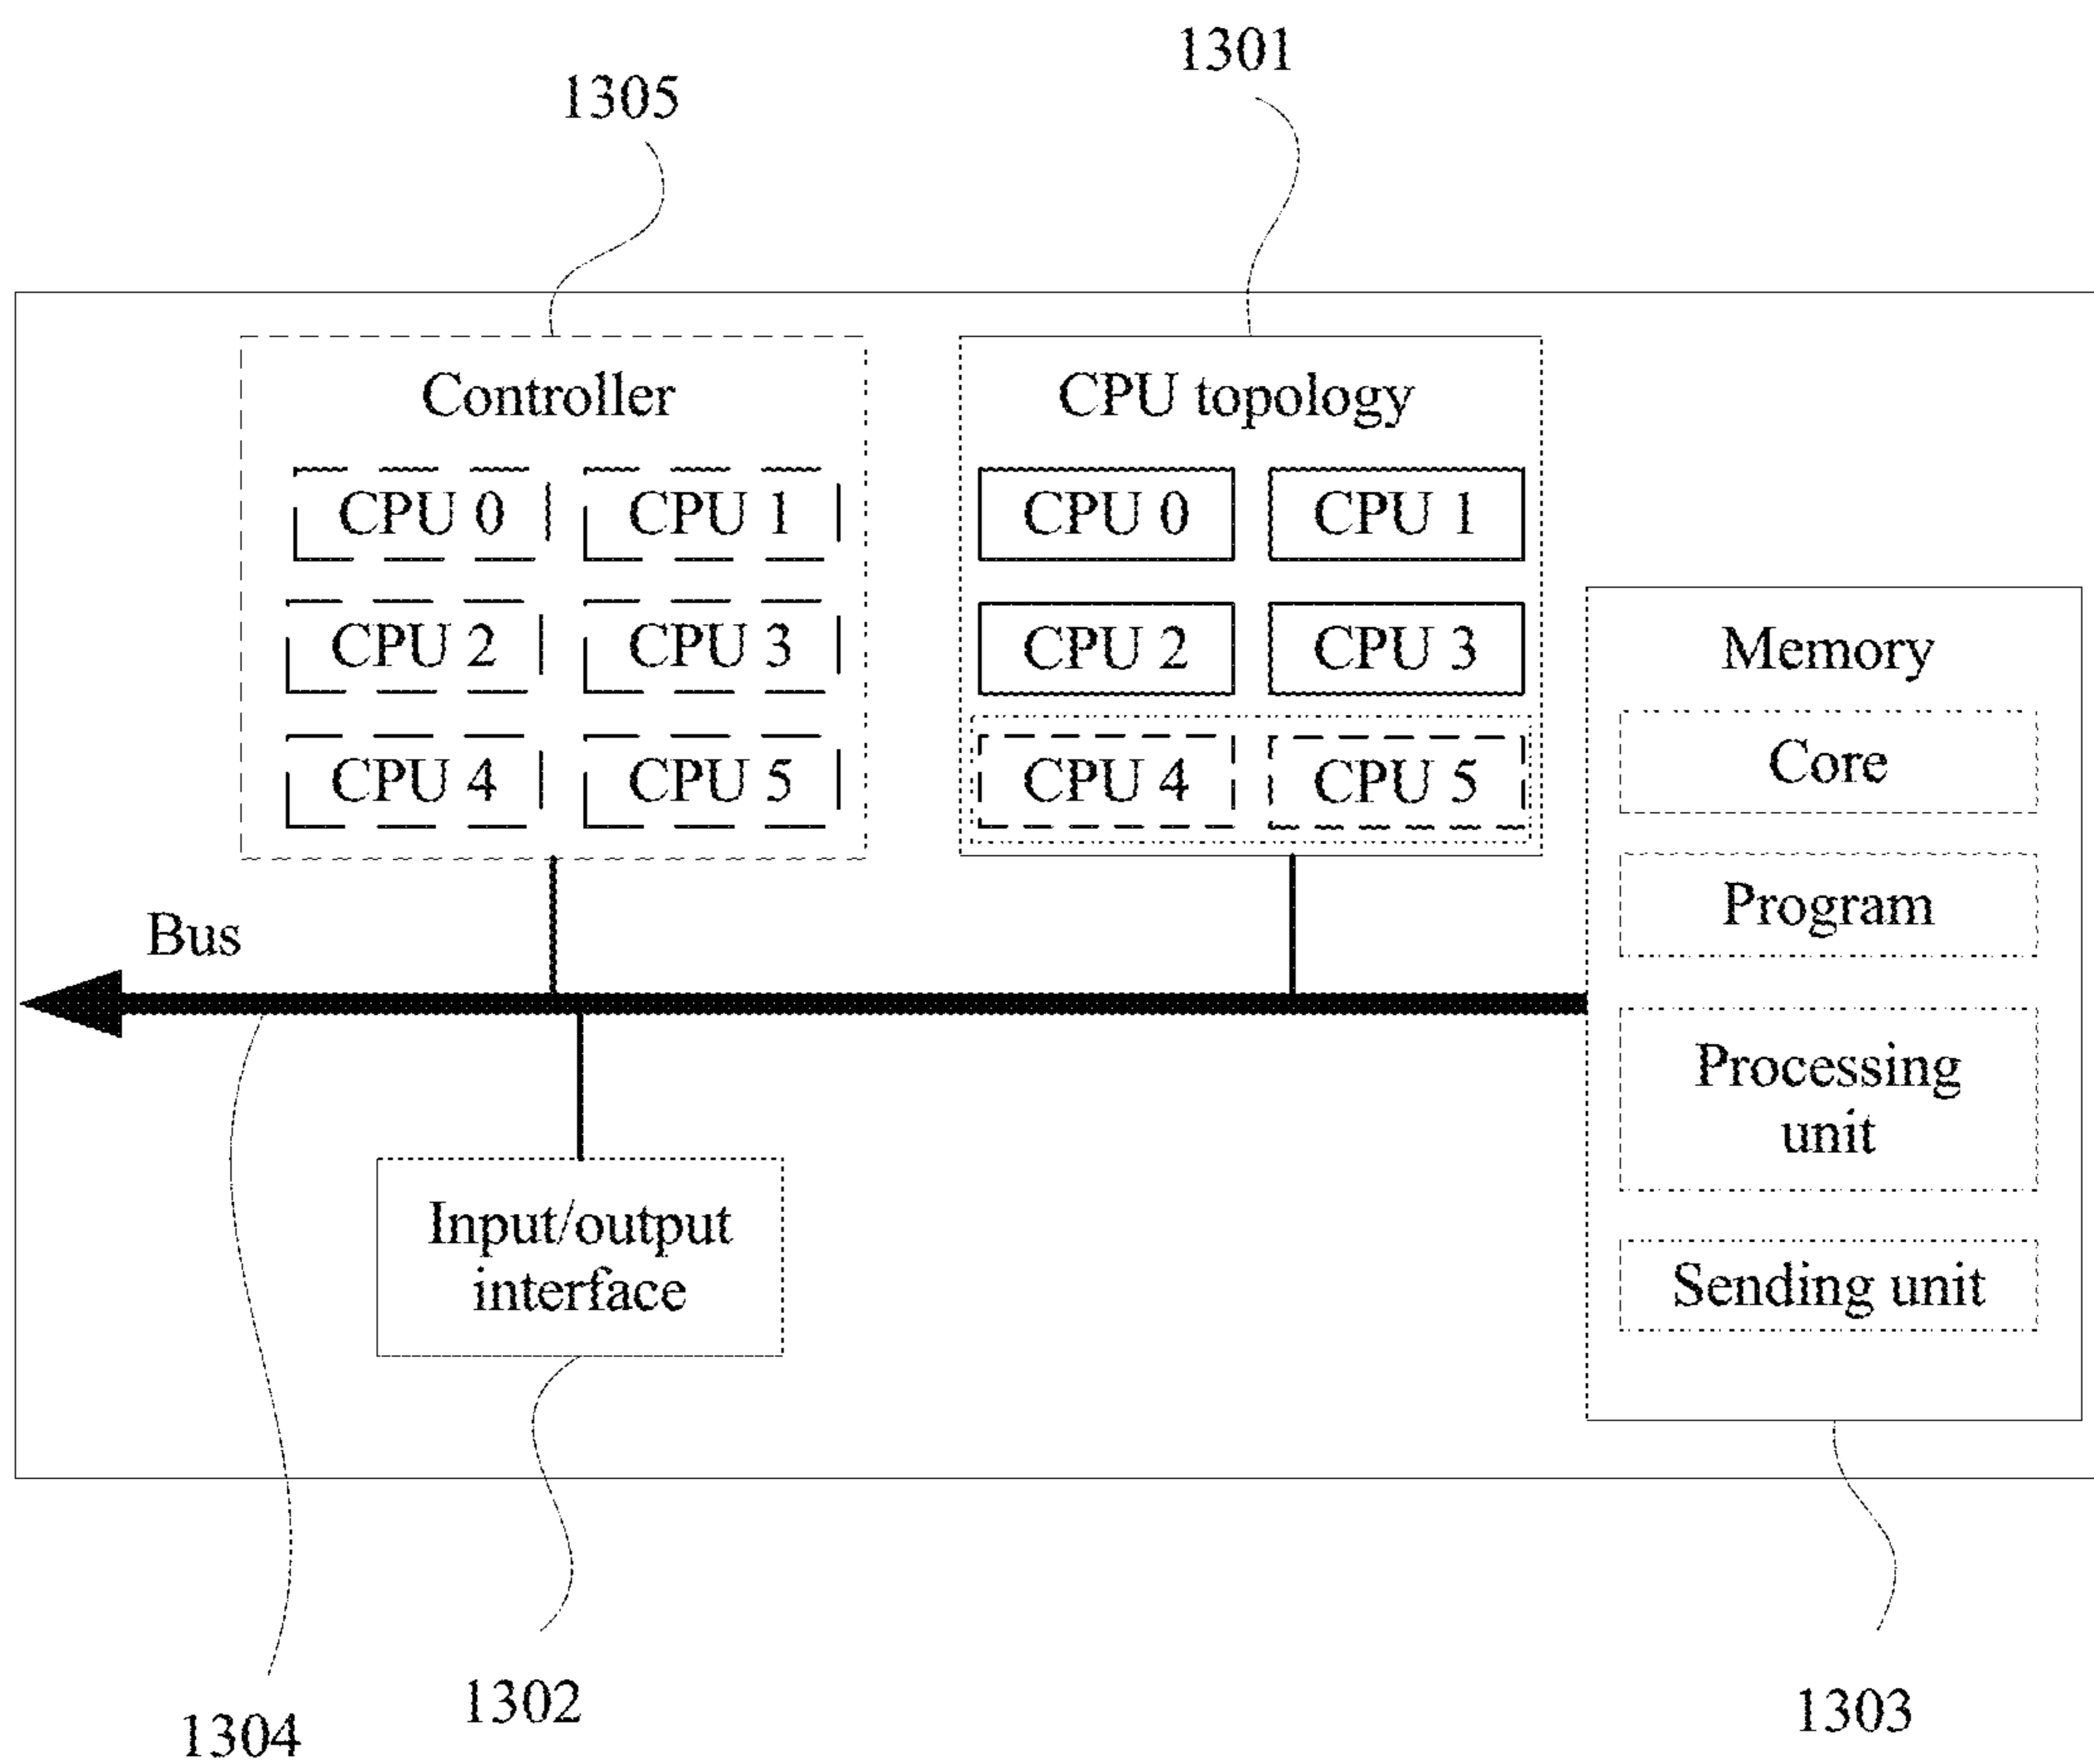 1305
1301
Controller
CPU 0
CPU 1
CPU 2
CPU 3
CPU 4
CPU 5
CPU topology
CPU 0
CPU 1
CPU 2
CPU 3
CPU 4
CPU 5
Memory
Core
Program
Processing
unit
Sending unit
Bus
Input/output
interface
1304
1302
1303